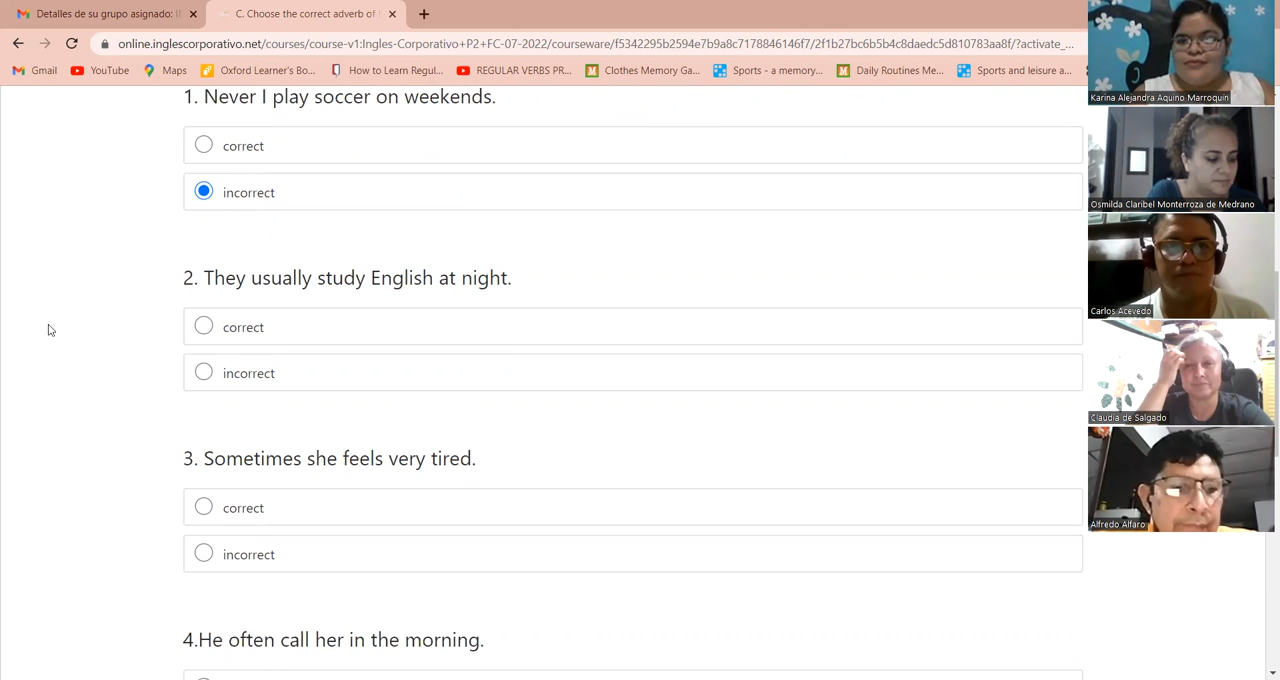 Detalles de su grupo asignado: I
C. Choose the correct adverb of
online.inglescorporativo.net/courses/course-v1:Ingles-Corporativo+P2+FC-07-2022/courseware/f5342295b2594e7b9a8c7178846146f7/2f1b27bc6b5b4c8daedc5d810783aa8f/?activate_...
Gmail
YouTube
Maps
Oxford Learner's Bo...
How to Learn Regul...
REGULAR VERBS PR...
Clothes Memory Ga...
Sports - a memory...
Daily Routines Me...
Sports and leisure a...
1. Never I play soccer on weekends.
correct
incorrect
2. They usually study English at night.
correct
incorrect
3. Sometimes she feels very tired.
correct
incorrect
4.He often call her in the morning.
Karina Alejandra Aquino Marroquín
Osmilda Claribel Monterroza de Medrano
Carlos Acevedo
Claudia de Salgado
Alfredo Alfaro